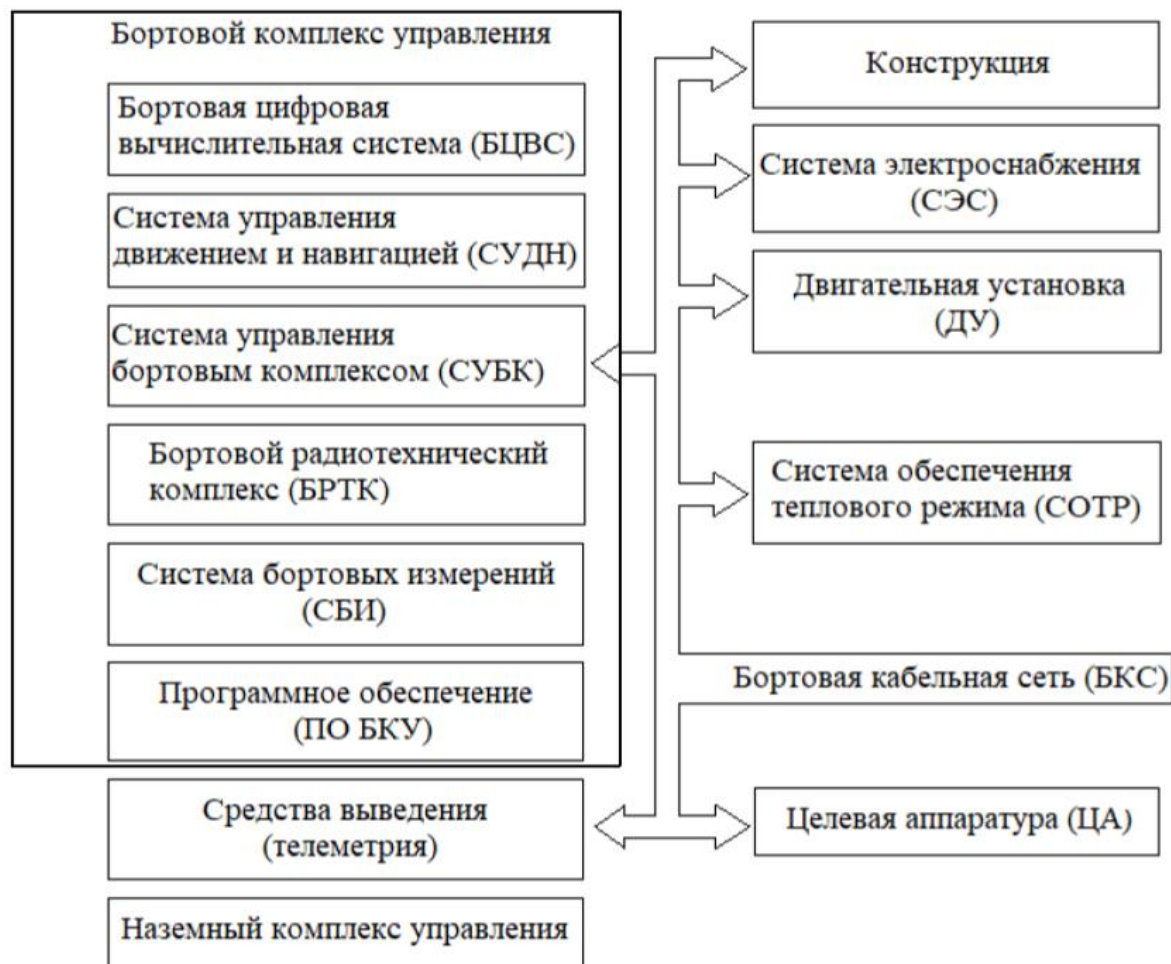 Бортовой комплекс управления
Бортовая цифровая
вычислительная система (БЦВС)
Система управления
движением и навигацией (СУДН)
Система управления
бортовым комплексом (СУБК)
Бортовой радиотехнический
комплекс (БРТК)
Система бортовых измерений
(СБИ)
Программное обеспечение
(ПО БКУ)
Средства выведения
(телеметрия)
Наземный комплекс управления
Конструкция
Система электроснабжения
(СЭС)
Двигательная установка
(ДУ)
Система обеспечения
теплового режима (СОТР)
Бортовая кабельная сеть (БКС)
Целевая аппаратура (ЦА)